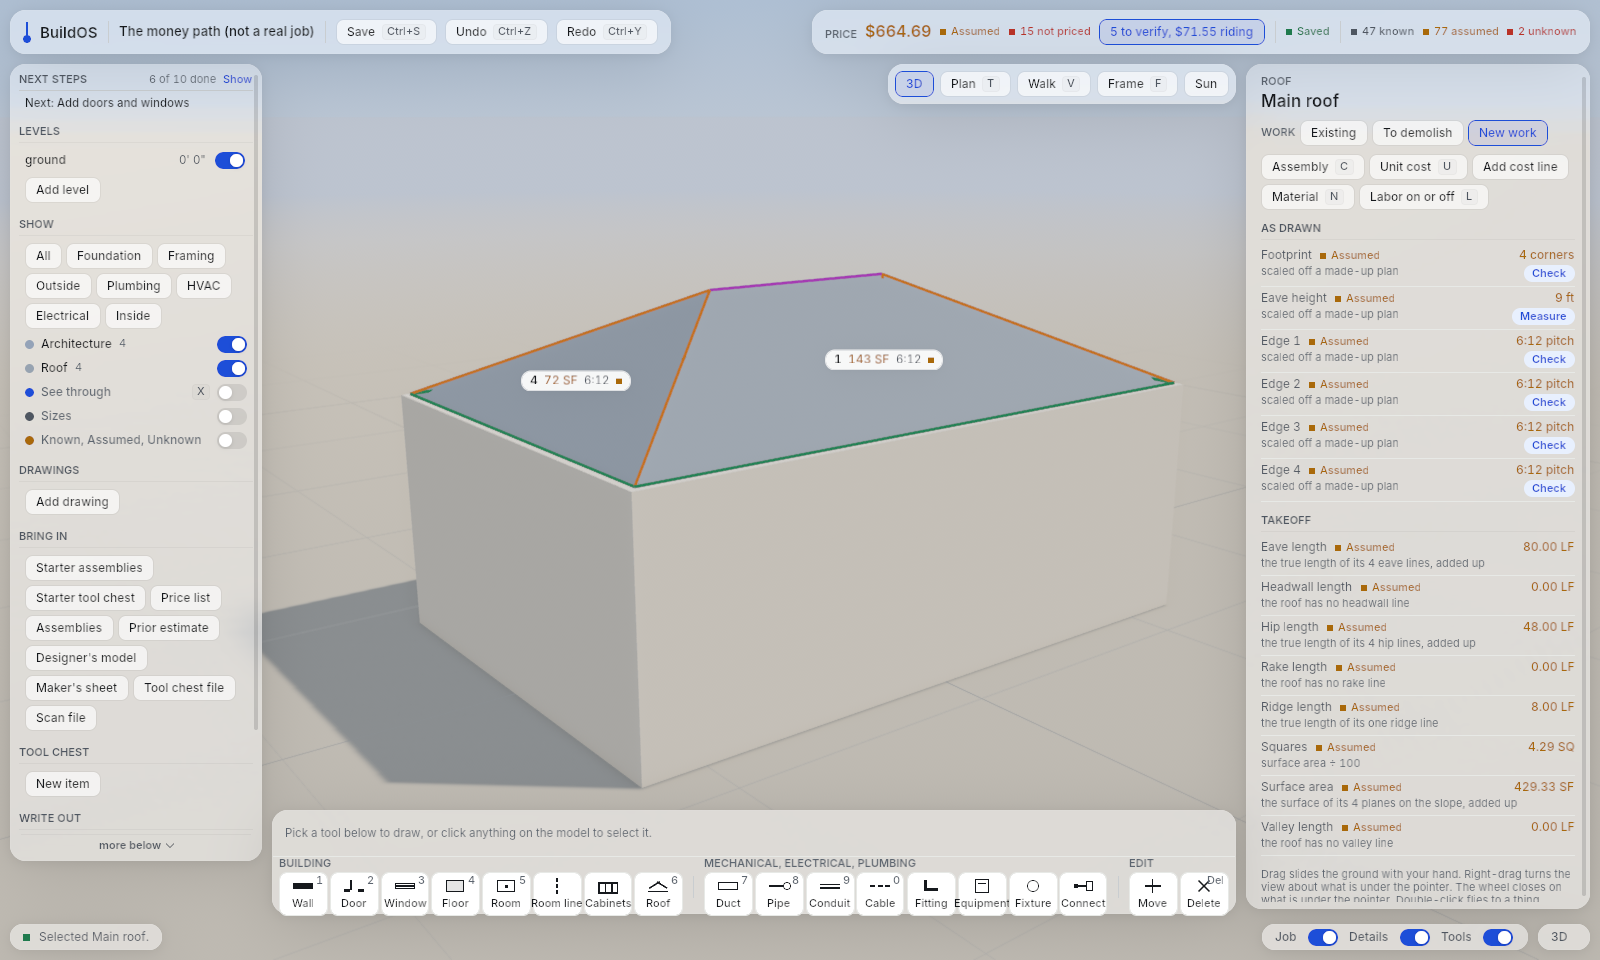 BuildOS
The money path (not a real job)
Save Ctrl+S
Undo Ctrl+Z
Redo Ctrl+Y
PRICE $664.69 Assumed 15 not priced 5 to verify, $71.55 riding Saved 47 known 77 assumed 2 unknown
NEXT STEPS 6 of 10 done Show
Next: Add doors and windows
LEVELS
ground 0' 0"
Add level
SHOW
All Foundation Framing
Outside Plumbing HVAC
Electrical Inside
Architecture 4
Roof 4
See through X
Sizes
Known, Assumed, Unknown
DRAWINGS
Add drawing
BRING IN
Starter assemblies
Starter tool chest Price list
Assemblies Prior estimate
Designer's model
Maker's sheet Tool chest file
Scan file
TOOL CHEST
New item
WRITE OUT
more below
Selected Main roof.
3D Plan T Walk V Frame F Sun
4 72 SF 6:12
1 143 SF 6:12
Pick a tool below to draw, or click anything on the model to select it.
BUILDING
1 2 3 4 5 6
Wall Door Window Floor Room Room line Cabinets Roof
MECHANICAL, ELECTRICAL, PLUMBING
7 8 9 0
Duct Pipe Conduit Cable Fitting Equipment Fixture Connect
EDIT
Del
Move Delete
ROOF
Main roof
WORK Existing To demolish New work
Assembly C Unit cost U Add cost line
Material N Labor on or off L
AS DRAWN
Footprint Assumed 4 corners
scaled off a made-up plan Check
Eave height Assumed 9 ft
scaled off a made-up plan Measure
Edge 1 Assumed 6:12 pitch
scaled off a made-up plan Check
Edge 2 Assumed 6:12 pitch
scaled off a made-up plan Check
Edge 3 Assumed 6:12 pitch
scaled off a made-up plan Check
Edge 4 Assumed 6:12 pitch
scaled off a made-up plan Check
TAKEOFF
Eave length Assumed 80.00 LF
the true length of its 4 eave lines, added up
Headwall length Assumed 0.00 LF
the roof has no headwall line
Hip length Assumed 48.00 LF
the true length of its 4 hip lines, added up
Rake length Assumed 0.00 LF
the roof has no rake line
Ridge length Assumed 8.00 LF
the true length of its one ridge line
Squares Assumed 4.29 SQ
surface area ÷ 100
Surface area Assumed 429.33 SF
the surface of its 4 planes on the slope, added up
Valley length Assumed 0.00 LF
the roof has no valley line
Drag slides the ground with your hand. Right-drag turns the
view about what is under the pointer. The wheel closes on
what is under the pointer. Double-click flies to a thing.
Job Details Tools 3D